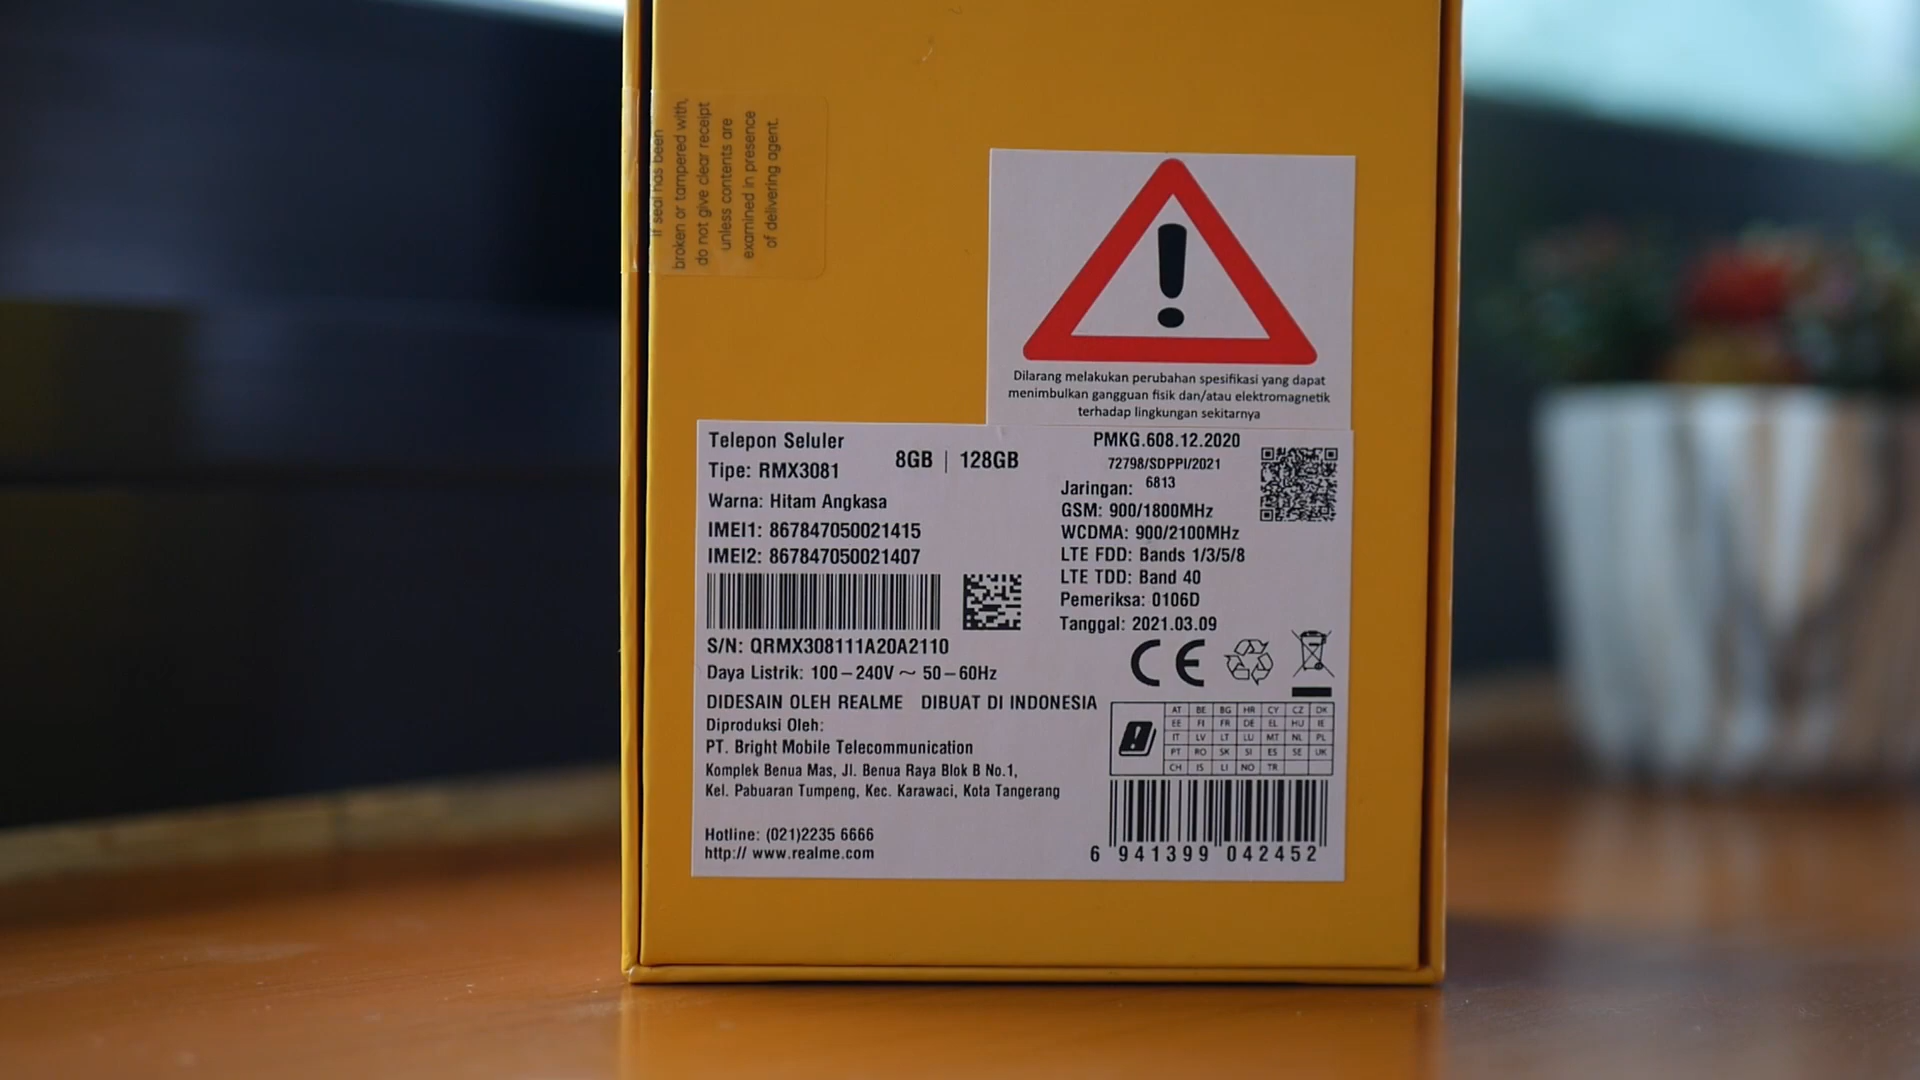 If seal has been
broken or tampered with,
do not give clear receipt
unless contents are
examined in presence
of delivering agent.
Dilarang melakukan perubahan spesifikasi yang dapat
menimbulkan gangguan fisik dan/atau elektromagnetik
terhadap lingkungan sekitarnya
Telepon Seluler
Tipe: RMX3081
8GB | 128GB
Warna: Hitam Angkasa
IMEI1: 867847050021415
IMEI2: 867847050021407
S/N: QRMX308111A20A2110
Daya Listrik: 100–240V ~ 50–60Hz
DIDESAIN OLEH REALME DIBUAT DI INDONESIA
Diproduksi Oleh:
PT. Bright Mobile Telecommunication
Komplek Benua Mas, Jl. Benua Raya Blok B No.1,
Kel. Pabuaran Tumpeng, Kec. Karawaci, Kota Tangerang
Hotline: (021)2235 6666
http:// www.realme.com
PMKG.608.12.2020
72798/SDPPI/2021
6813
Jaringan:
GSM: 900/1800MHz
WCDMA: 900/2100MHz
LTE FDD: Bands 1/3/5/8
LTE TDD: Band 40
Pemeriksa: 0106D
Tanggal: 2021.03.09
CE
AT BE BG HR CY CZ DK
EE FI FR DE EL HU IE
IT LV LT LU MT NL PL
PT RO SK SI ES SE UK
CH IS LI NO TR
6 941399 042452